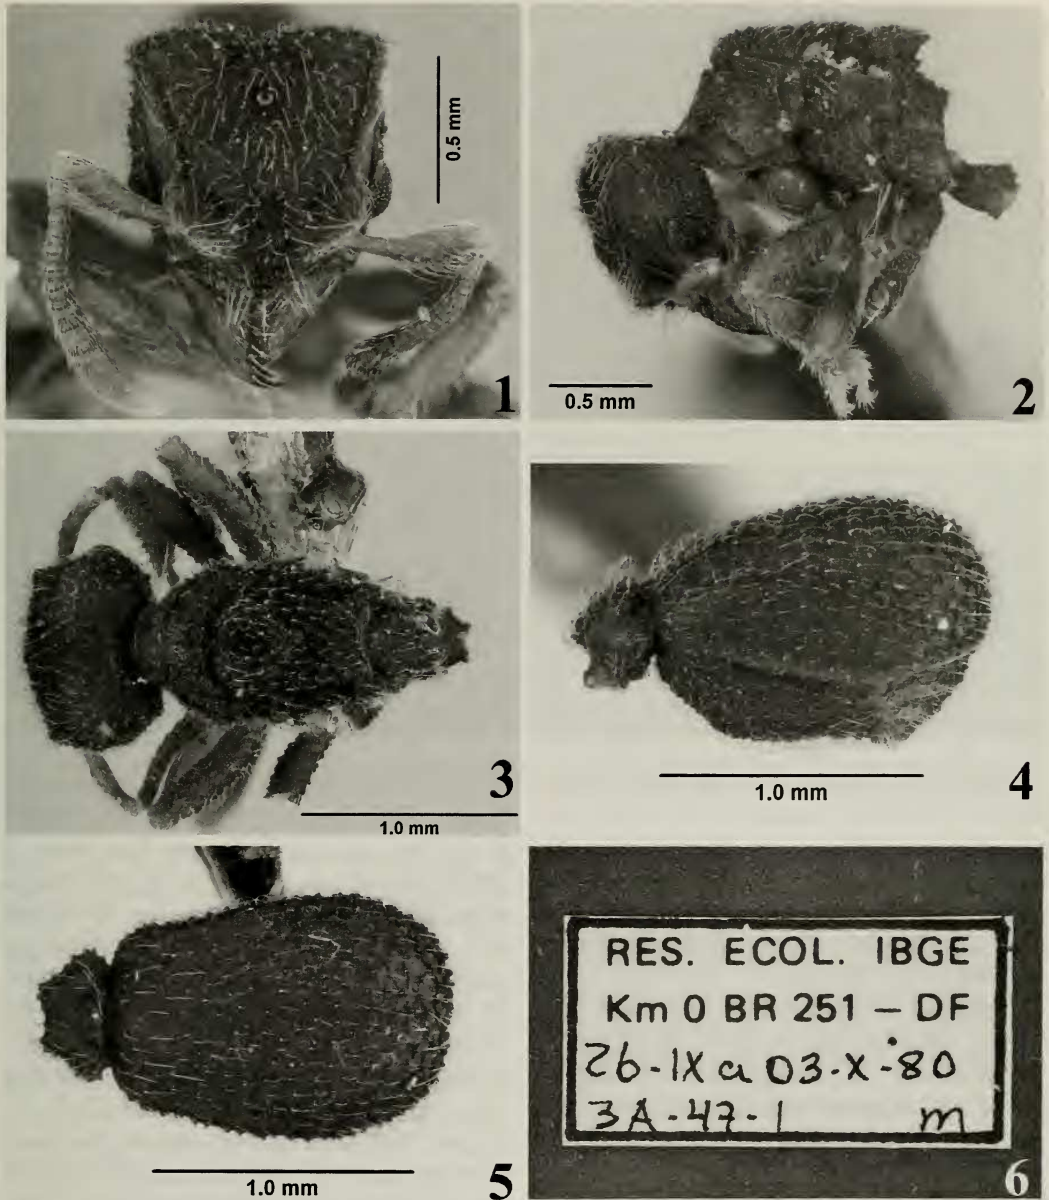 0.5 mm
1
0.5 mm
2
3
1.0 mm
1.0 mm
4
1.0 mm
5
RES. ECOL. IBGE
Km 0 BR 251 – DF
26-IX a 03-X-80
3A-47-1 m
6